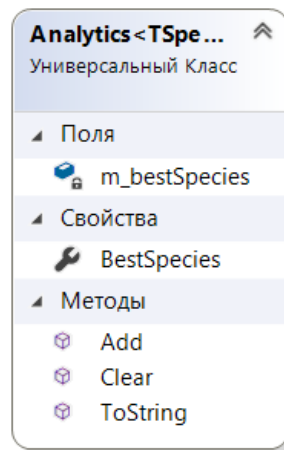 Analytics<TSpe...
Универсальный Класс
Поля
m_bestSpecies
Свойства
BestSpecies
Методы
Add
Clear
ToString